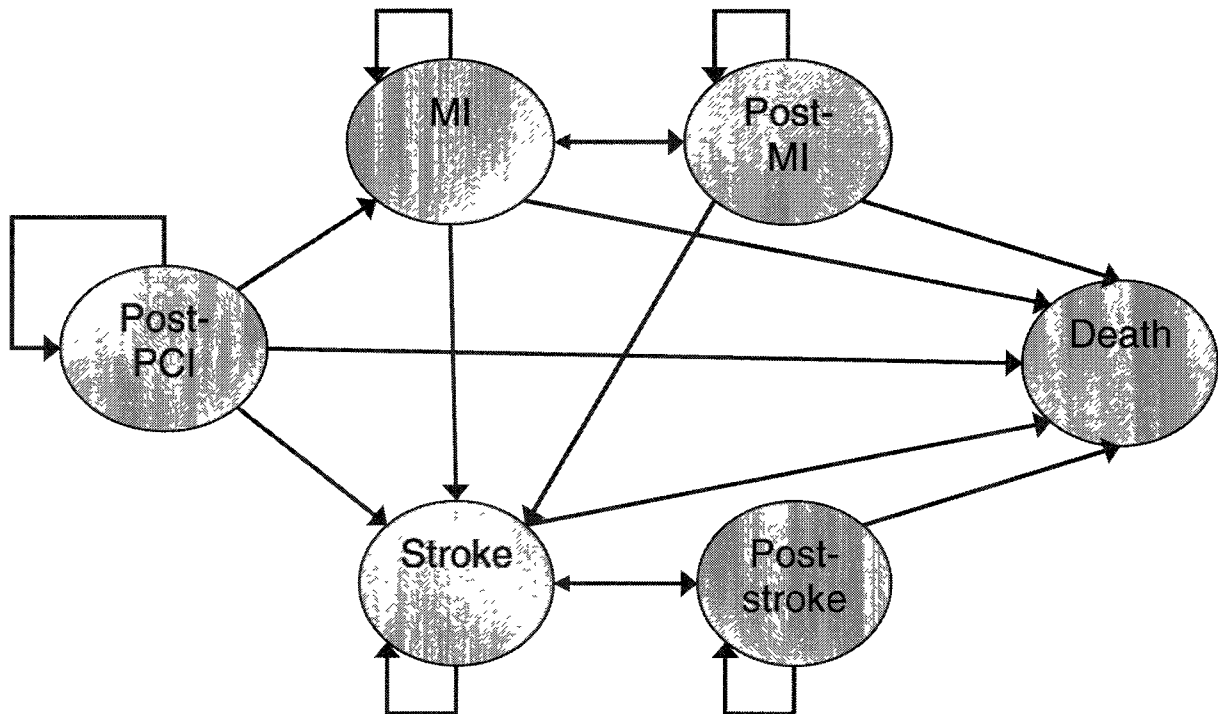 MI
Post-
MI
Post-
PCI
Death
Stroke
Post-
stroke